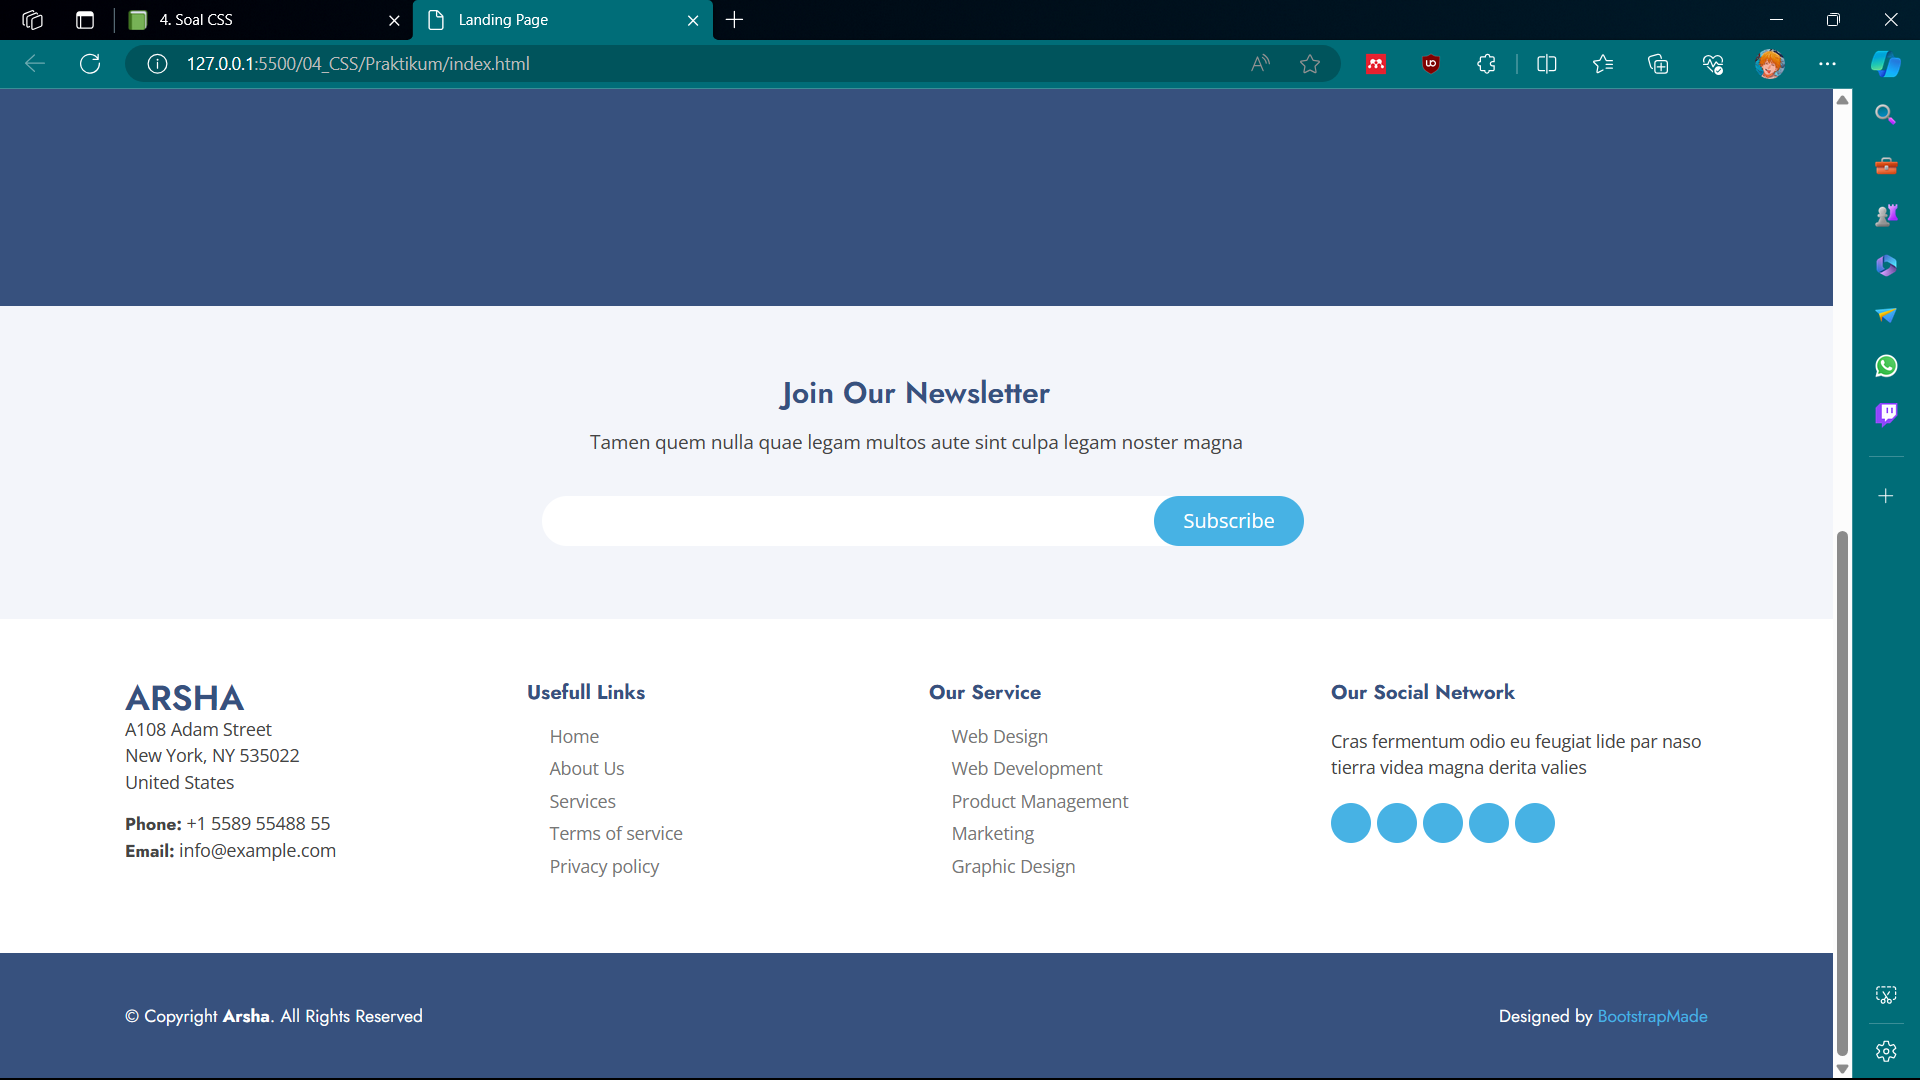 4. Soal CSS
Landing Page
127.0.0.1:5500/04_CSS/Praktikum/index.html
Join Our Newsletter
Tamen quem nulla quae legam multos aute sint culpa legam noster magna
Subscribe
ARSHA
A108 Adam Street
New York, NY 535022
United States
Phone: +1 5589 55488 55
Email: info@example.com
Usefull Links
Home
About Us
Services
Terms of service
Privacy policy
Our Service
Web Design
Web Development
Product Management
Marketing
Graphic Design
Our Social Network
Cras fermentum odio eu feugiat lide par naso
tierra videa magna derita valies
© Copyright Arsha. All Rights Reserved
Designed by BootstrapMade